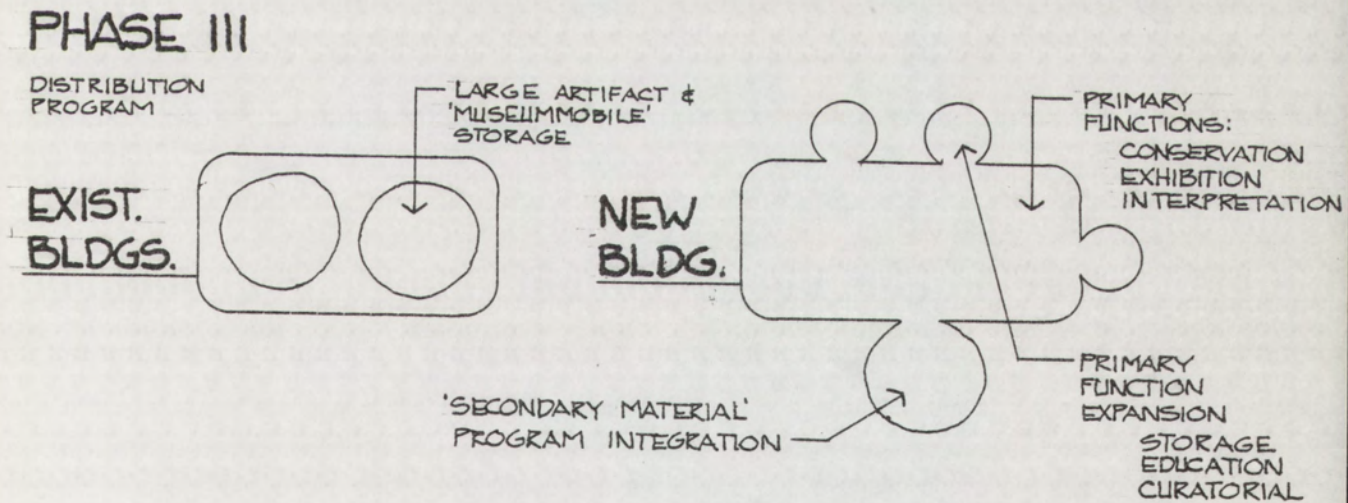 PHASE III
DISTRIBUTION
PROGRAM
EXIST.
BLDGS.
LARGE ARTIFACT &
'MUSEUMMOBILE'
STORAGE
NEW
BLDG.
PRIMARY
FUNCTIONS:
CONSERVATION
EXHIBITION
INTERPRETATION
'SECONDARY MATERIAL'
PROGRAM INTEGRATION
PRIMARY
FUNCTION
EXPANSION
STORAGE
EDUCATION
CURATORIAL